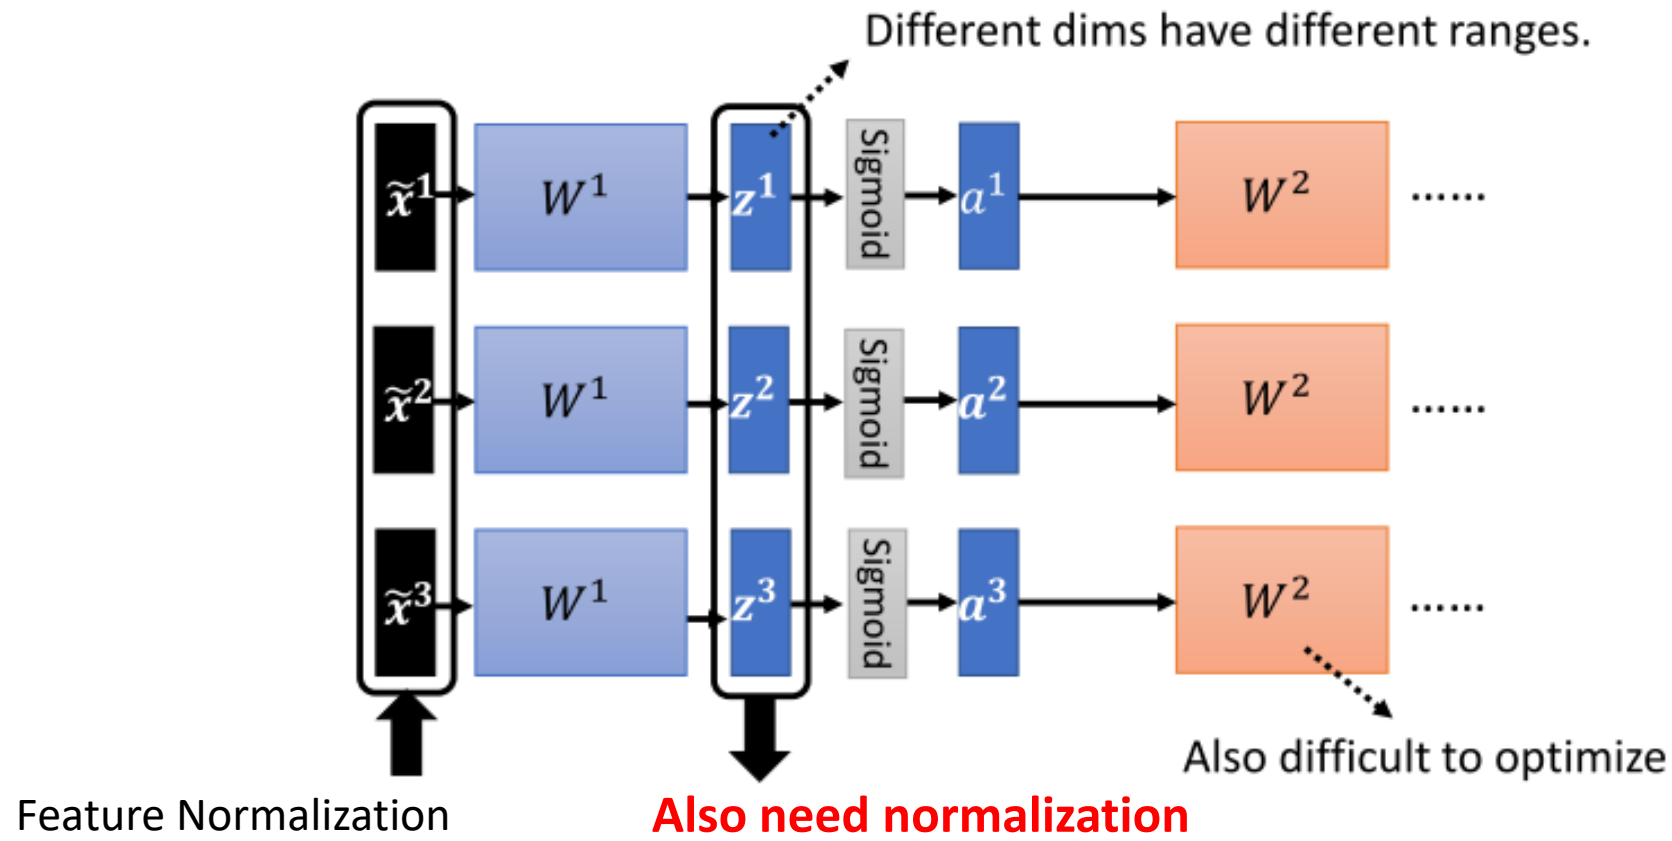 Different dims have different ranges.
x̃¹ W¹ z¹ Sigmoid a¹ W² ......
x̃² W¹ z² Sigmoid a² W² ......
x̃³ W¹ z³ Sigmoid a³ W² ......
Also difficult to optimize
Feature Normalization
Also need normalization